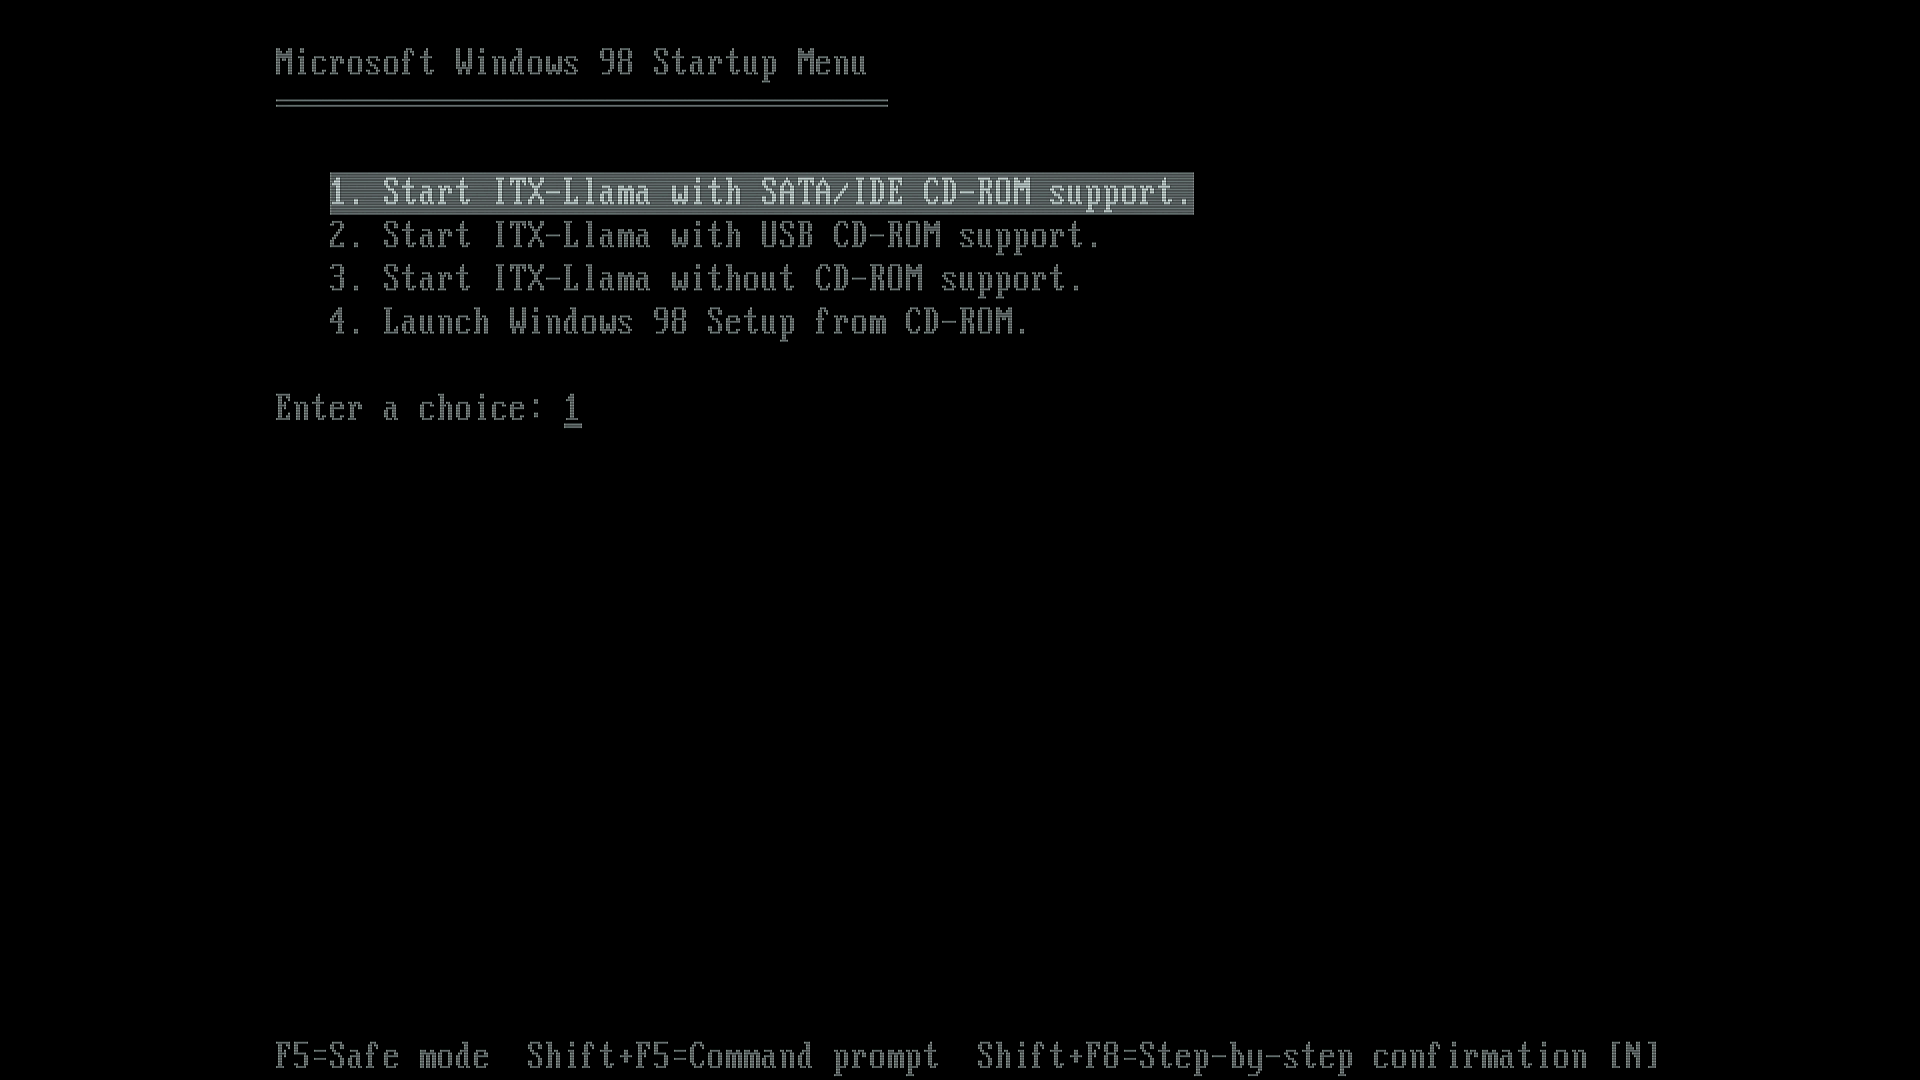 Microsoft Windows 98 Startup Menu
1. Start ITX-Llama with SATA/IDE CD-ROM support.
2. Start ITX-Llama with USB CD-ROM support.
3. Start ITX-Llama without CD-ROM support.
4. Launch Windows 98 Setup from CD-ROM.
Enter a choice: 1
F5=Safe mode  Shift+F5=Command prompt  Shift+F8=Step-by-step confirmation [N]